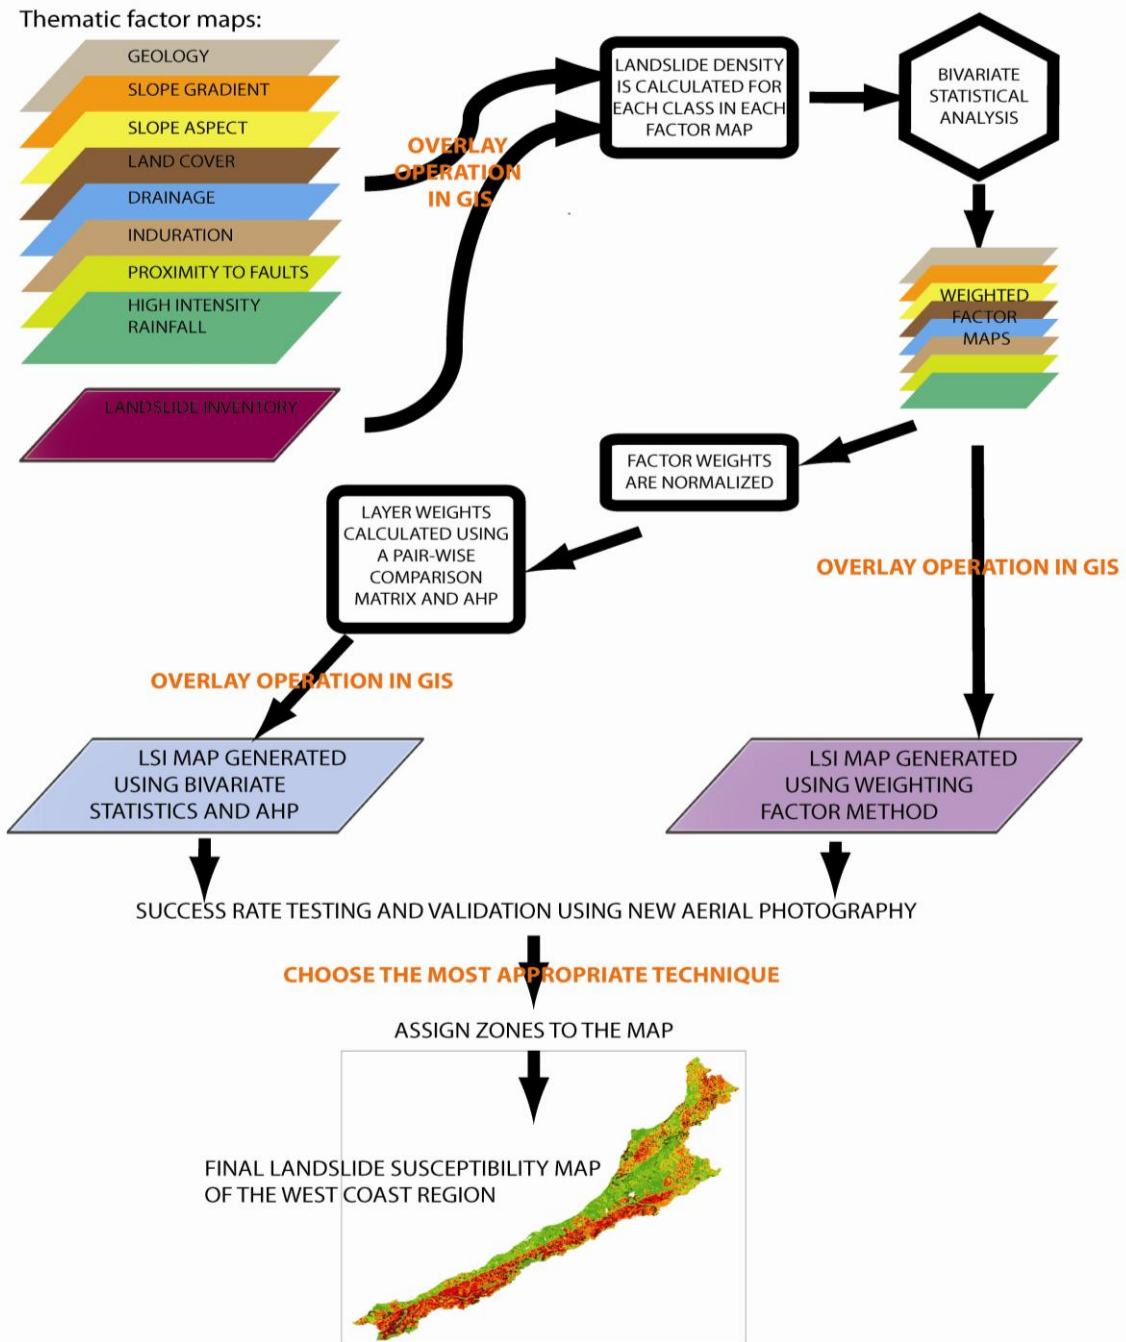 Thematic factor maps:
GEOLOGY
SLOPE GRADIENT
SLOPE ASPECT
LAND COVER
DRAINAGE
INDURATION
PROXIMITY TO FAULTS
HIGH INTENSITY
RAINFALL
LANDSLIDE INVENTORY
OVERLAY
OPERATION
IN GIS
LANDSLIDE DENSITY
IS CALCULATED FOR
EACH CLASS IN EACH
FACTOR MAP
BIVARIATE
STATISTICAL
ANALYSIS
WEIGHTED
FACTOR
MAPS
FACTOR WEIGHTS
ARE NORMALIZED
LAYER WEIGHTS
CALCULATED USING
A PAIR-WISE
COMPARISON
MATRIX AND AHP
OVERLAY OPERATION IN GIS
OVERLAY OPERATION IN GIS
LSI MAP GENERATED
USING BIVARIATE
STATISTICS AND AHP
LSI MAP GENERATED
USING WEIGHTING
FACTOR METHOD
SUCCESS RATE TESTING AND VALIDATION USING NEW AERIAL PHOTOGRAPHY
CHOOSE THE MOST APPROPRIATE TECHNIQUE
ASSIGN ZONES TO THE MAP
FINAL LANDSLIDE SUSCEPTIBILITY MAP
OF THE WEST COAST REGION